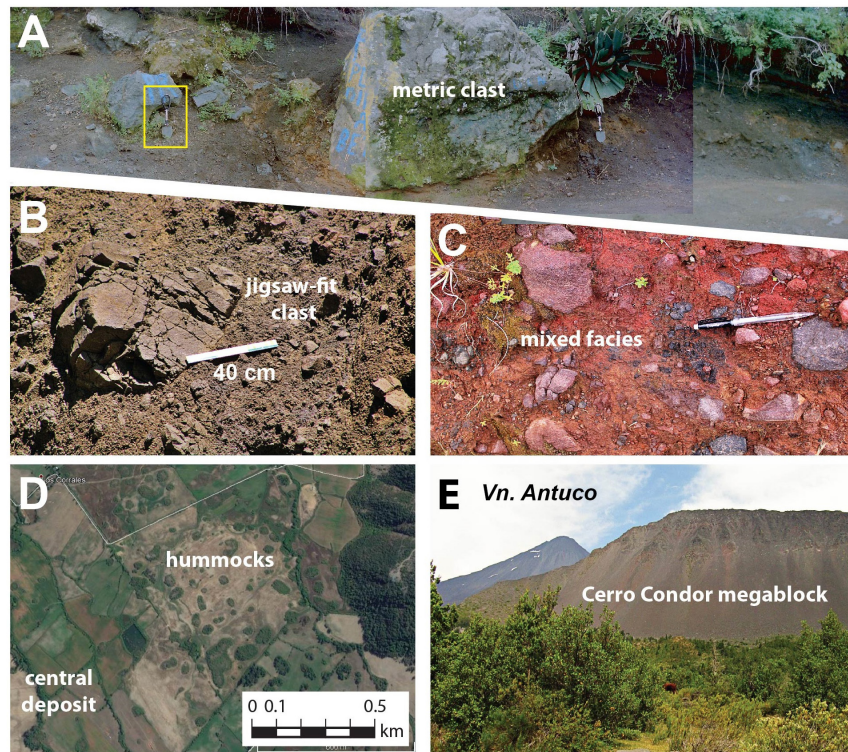 A
metric clast
B
jigsaw-fit
clast
40 cm
C
mixed facies
D
Corrales
hummocks
central
deposit
0 0.1 0.5
km
E
Vn. Antuco
Cerro Condor megablock